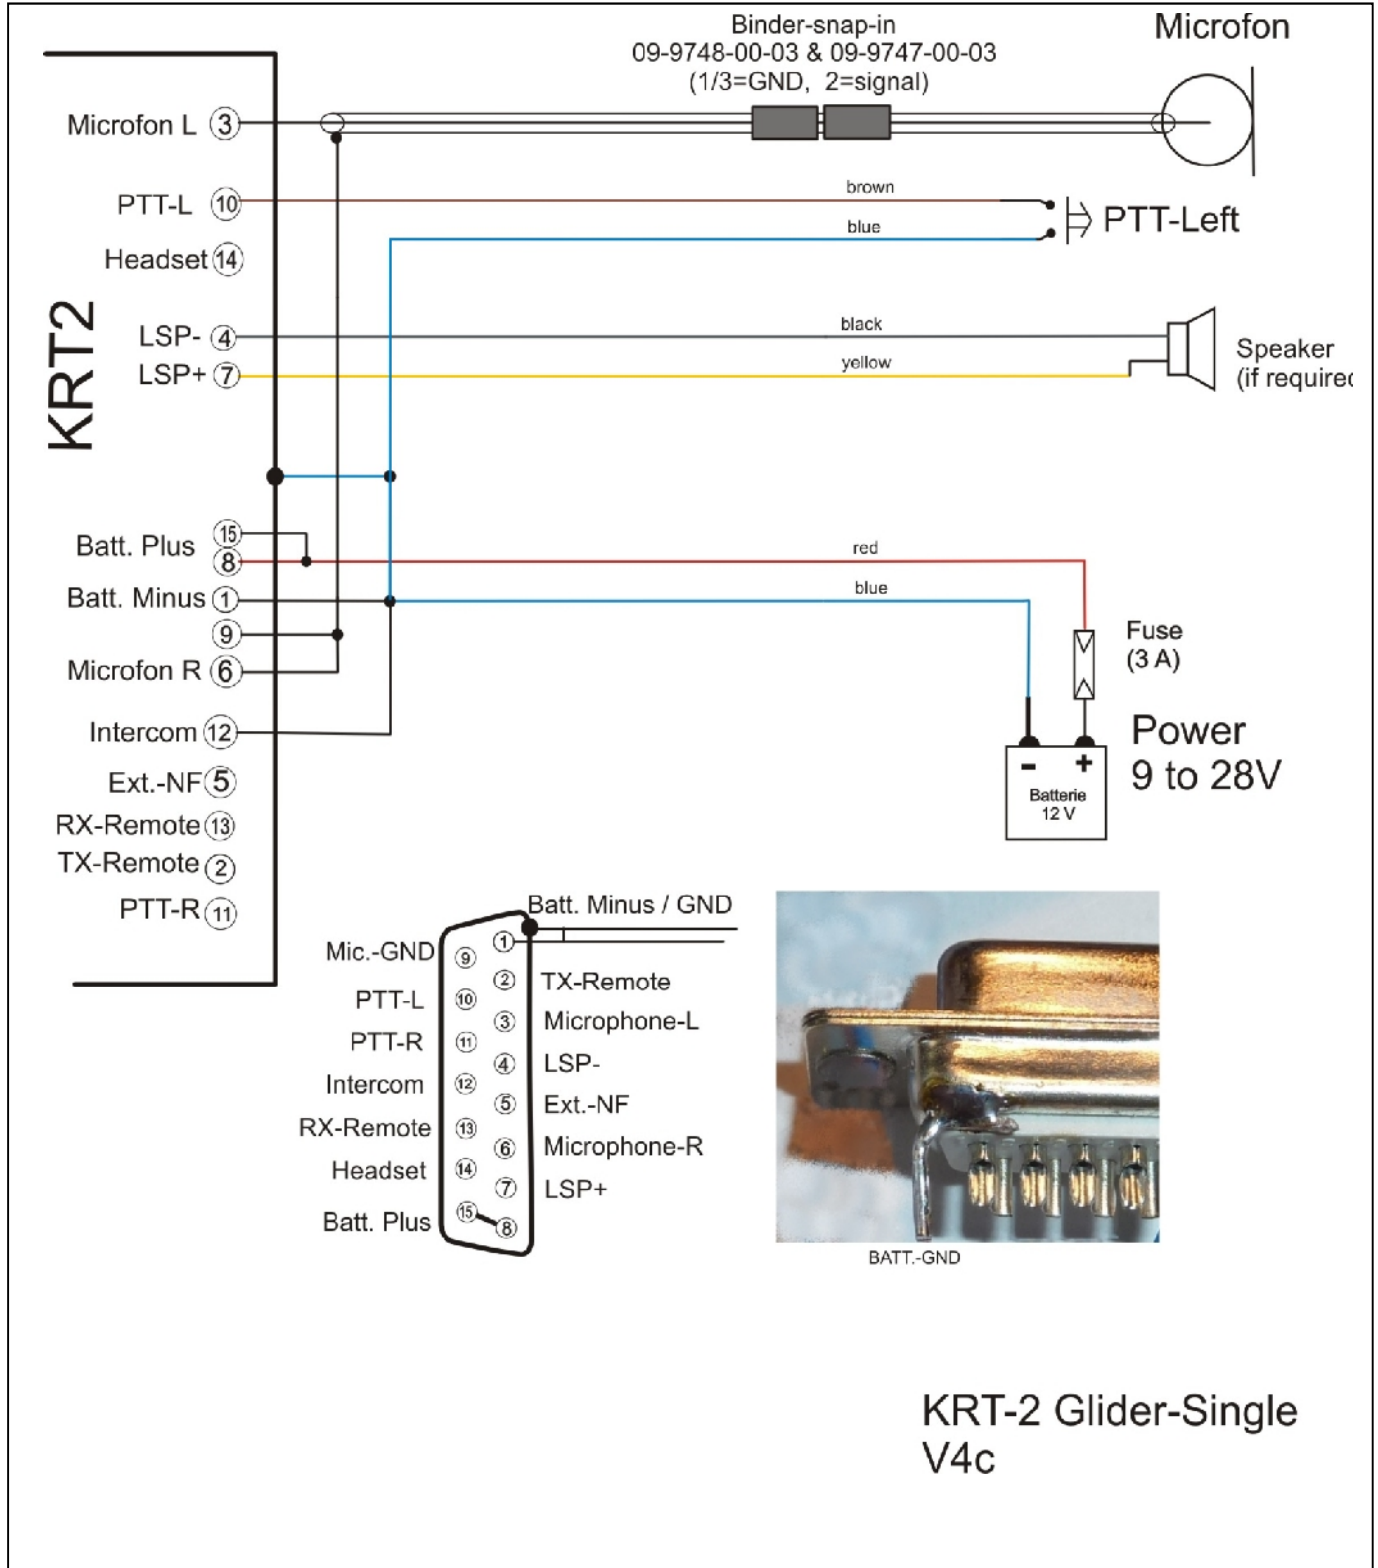 Binder-snap-in
09-9748-00-03 & 09-9747-00-03
(1/3=GND, 2=signal)
Microfon
Microfon L 3
PTT-L 10
brown
blue
PTT-Left
Headset 14
KRT2
LSP- 4
black
LSP+ 7
yellow
Speaker
(if required
Batt. Plus 15
8
red
Batt. Minus 1
blue
9
Microfon R 6
Fuse
(3 A)
Intercom 12
Power
9 to 28V
- +
Batterie
12 V
Ext.-NF 5
RX-Remote 13
TX-Remote 2
PTT-R 11
Batt. Minus / GND
1
Mic.-GND 9
2 TX-Remote
PTT-L 10
3 Microphone-L
PTT-R 11
4 LSP-
Intercom 12
5 Ext.-NF
RX-Remote 13
6 Microphone-R
Headset 14
7 LSP+
Batt. Plus 15
8
BATT.-GND
KRT-2 Glider-Single
V4c